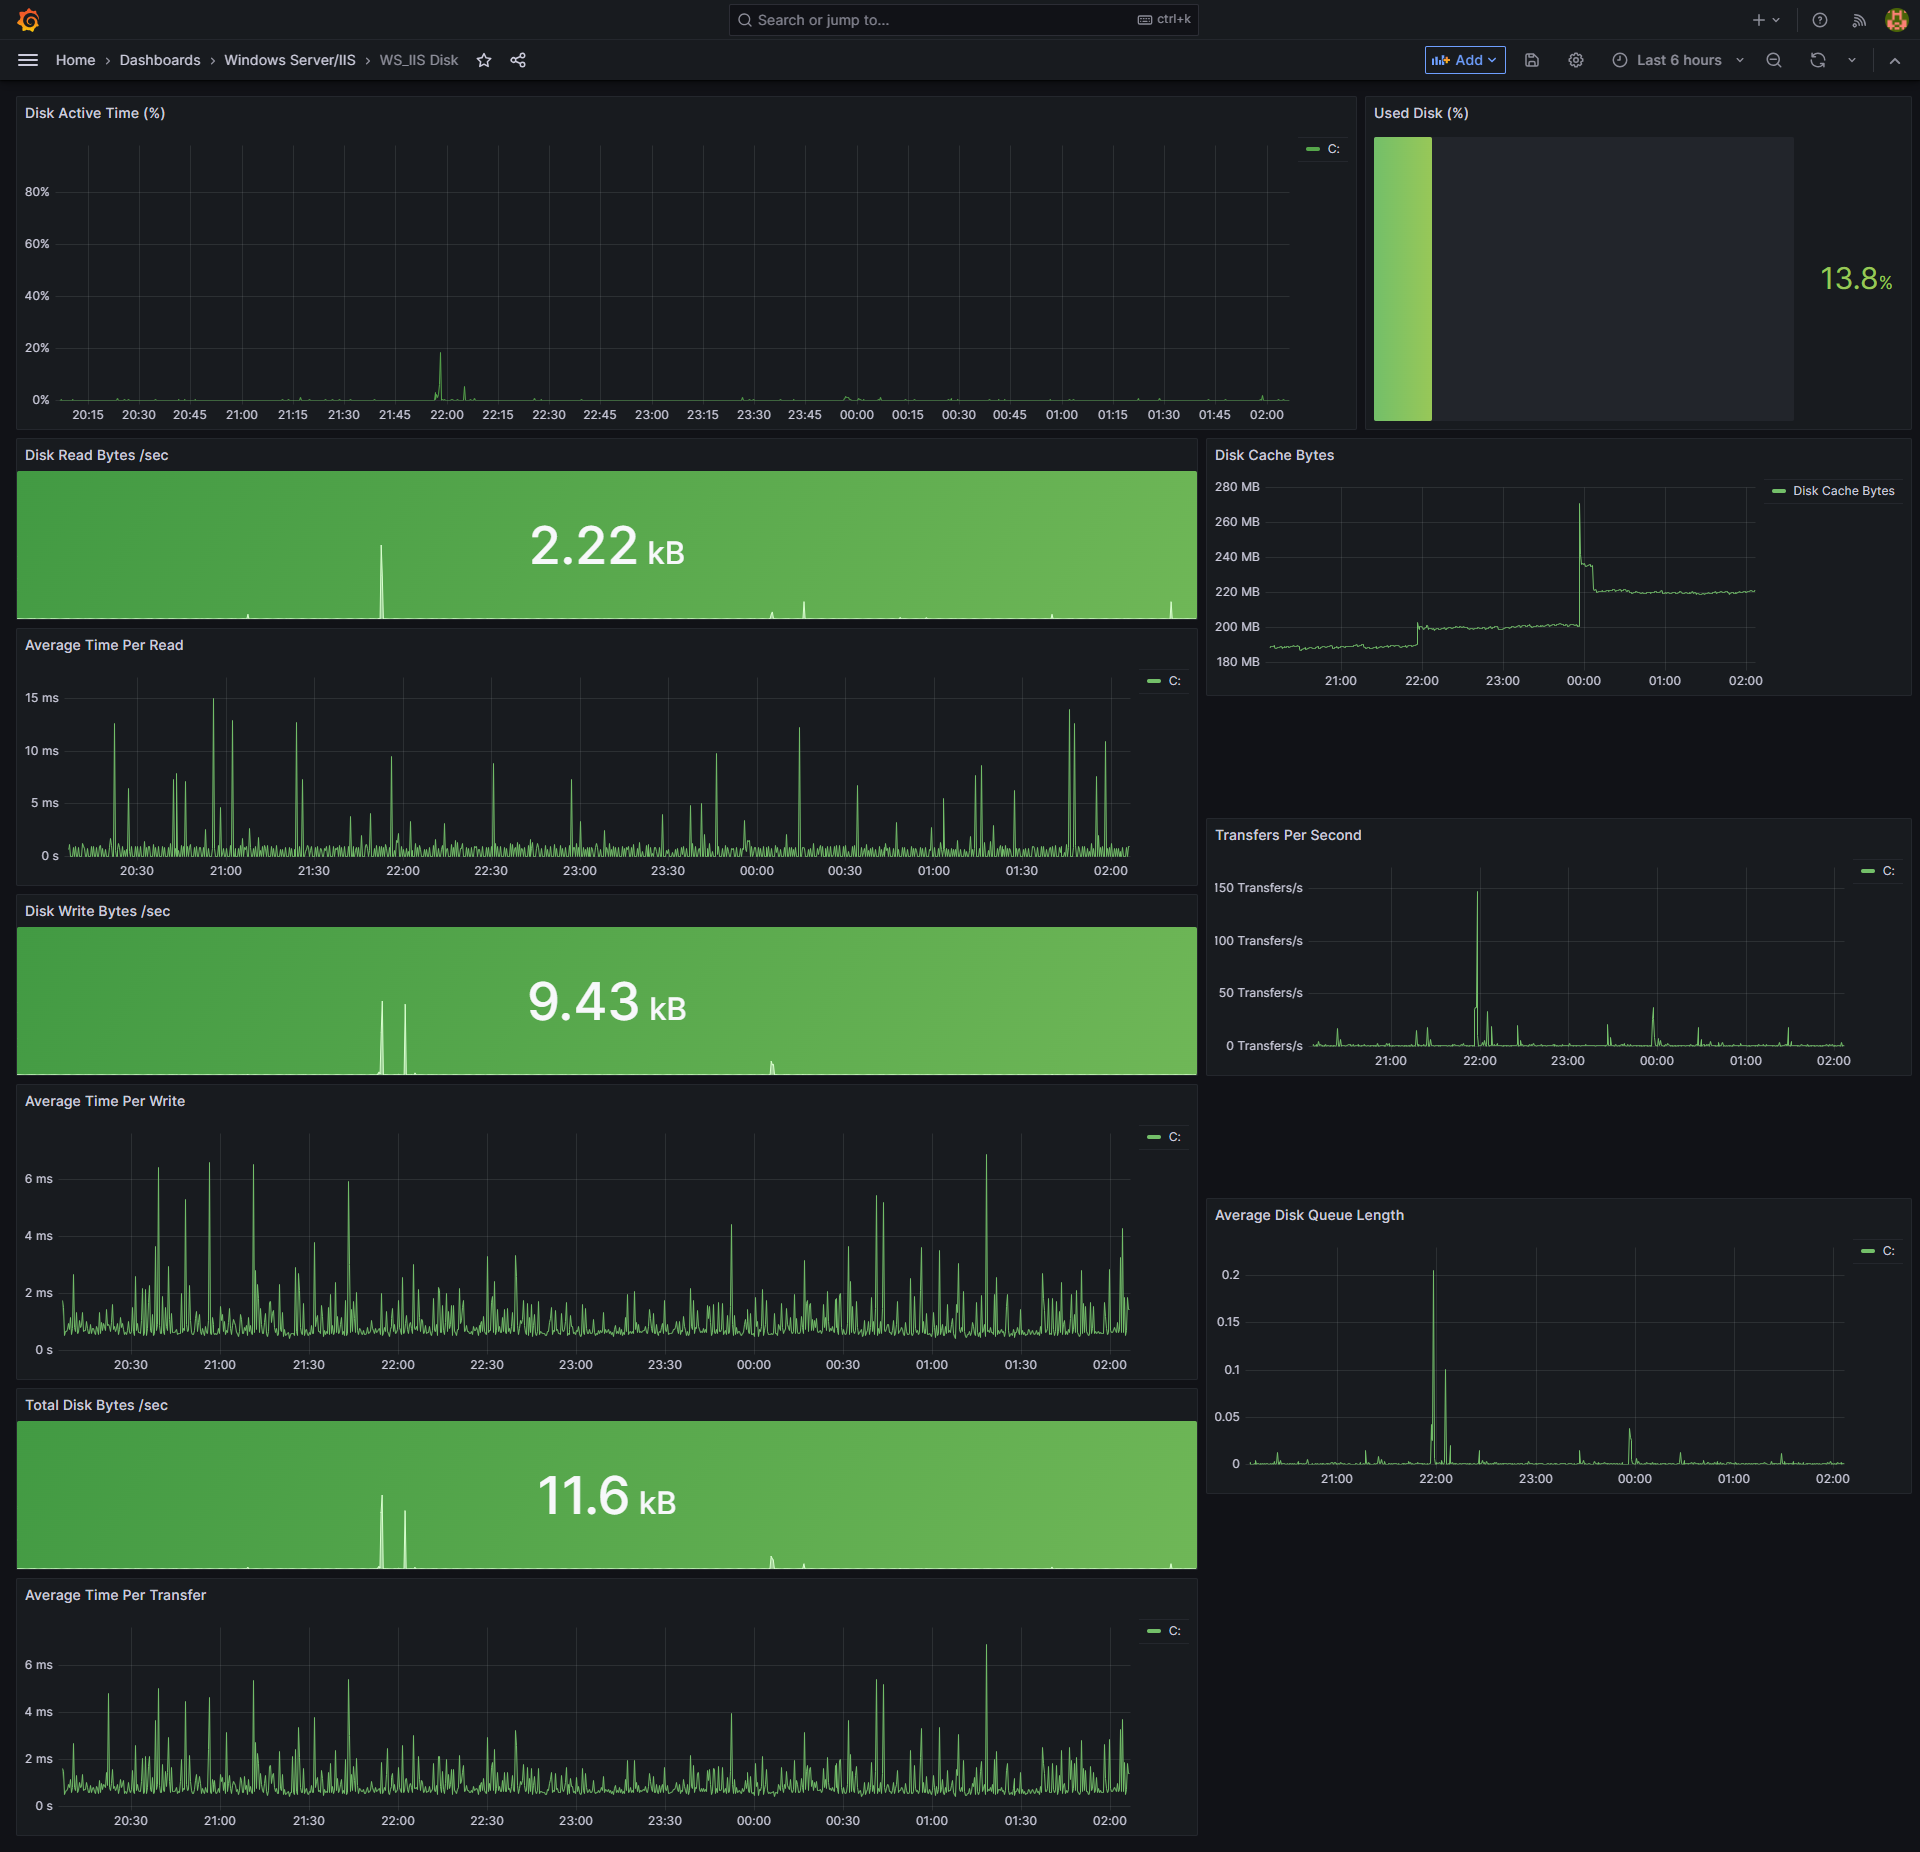 Search or jump to...
ctrl+k
Home › Dashboards › Windows Server/IIS › WS_IIS Disk
Add
Last 6 hours
Disk Active Time (%)
C:
80%
60%
40%
20%
0%
20:15 20:30 20:45 21:00 21:15 21:30 21:45 22:00 22:15 22:30 22:45 23:00 23:15 23:30 23:45 00:00 00:15 00:30 00:45 01:00 01:15 01:30 01:45 02:00
Used Disk (%)
13.8%
Disk Read Bytes /sec
2.22 kB
Disk Cache Bytes
Disk Cache Bytes
280 MB
260 MB
240 MB
220 MB
200 MB
180 MB
21:00 22:00 23:00 00:00 01:00 02:00
Average Time Per Read
C:
15 ms
10 ms
5 ms
0 s
20:30 21:00 21:30 22:00 22:30 23:00 23:30 00:00 00:30 01:00 01:30 02:00
Transfers Per Second
C:
150 Transfers/s
100 Transfers/s
50 Transfers/s
0 Transfers/s
21:00 22:00 23:00 00:00 01:00 02:00
Disk Write Bytes /sec
9.43 kB
Average Time Per Write
C:
6 ms
4 ms
2 ms
0 s
20:30 21:00 21:30 22:00 22:30 23:00 23:30 00:00 00:30 01:00 01:30 02:00
Average Disk Queue Length
C:
0.2
0.15
0.1
0.05
0
21:00 22:00 23:00 00:00 01:00 02:00
Total Disk Bytes /sec
11.6 kB
Average Time Per Transfer
C:
6 ms
4 ms
2 ms
0 s
20:30 21:00 21:30 22:00 22:30 23:00 23:30 00:00 00:30 01:00 01:30 02:00